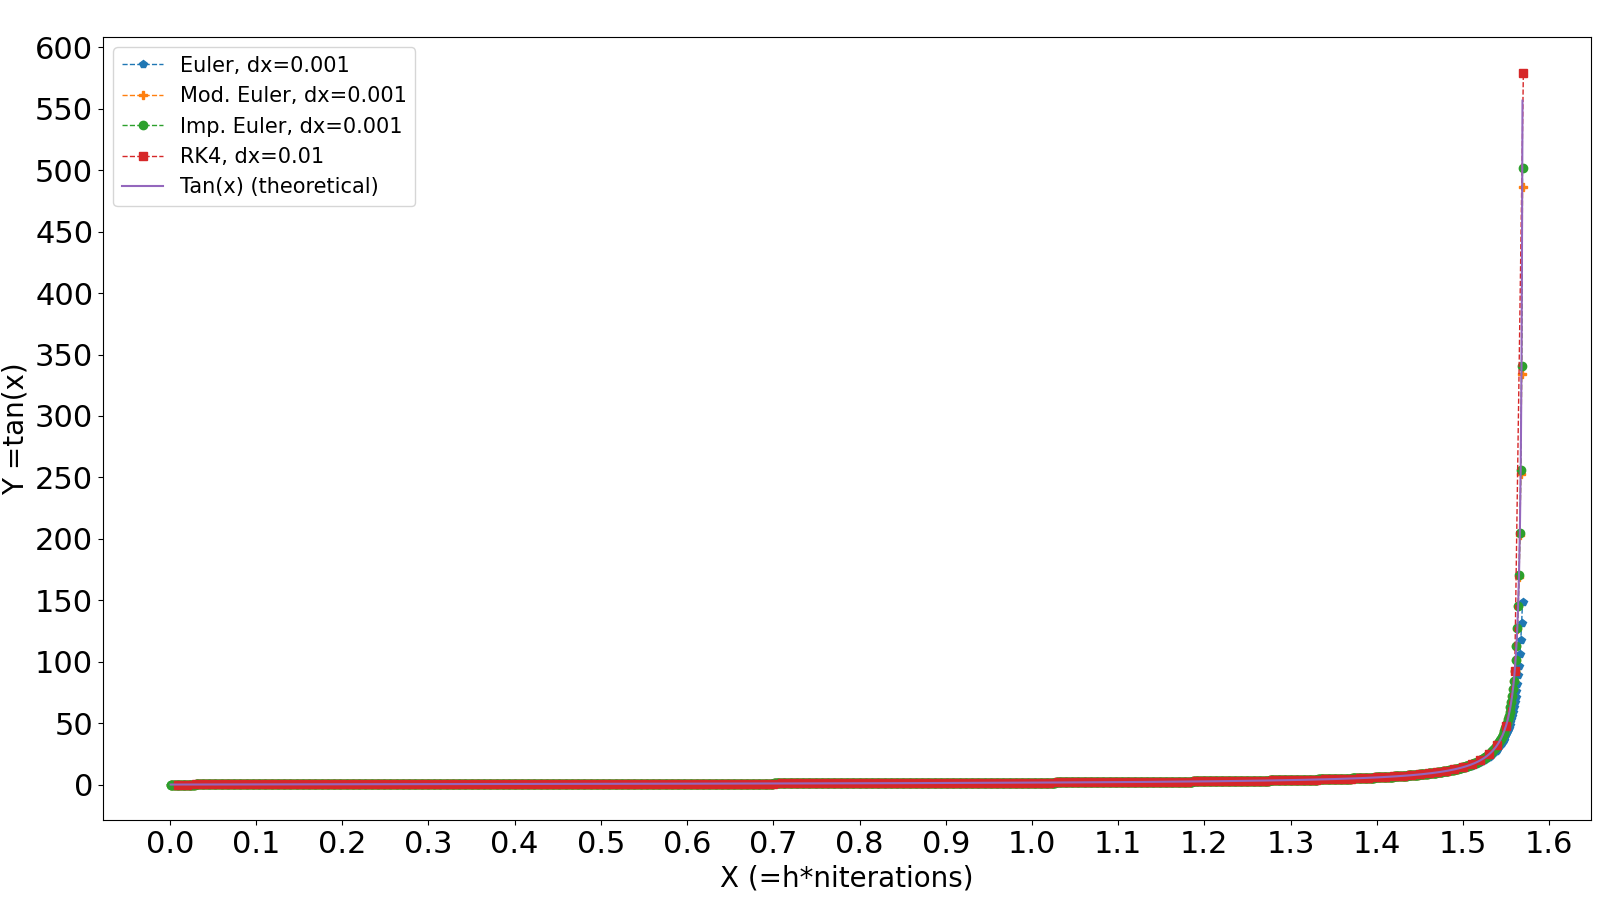 600
550
500
450
400
350
300
250
200
150
100
50
0
Y =tan(x)
Euler, dx=0.001
Mod. Euler, dx=0.001
Imp. Euler, dx=0.001
RK4, dx=0.01
Tan(x) (theoretical)
0.0 0.1 0.2 0.3 0.4 0.5 0.6 0.7 0.8 0.9 1.0 1.1 1.2 1.3 1.4 1.5 1.6
X (=h*niterations)